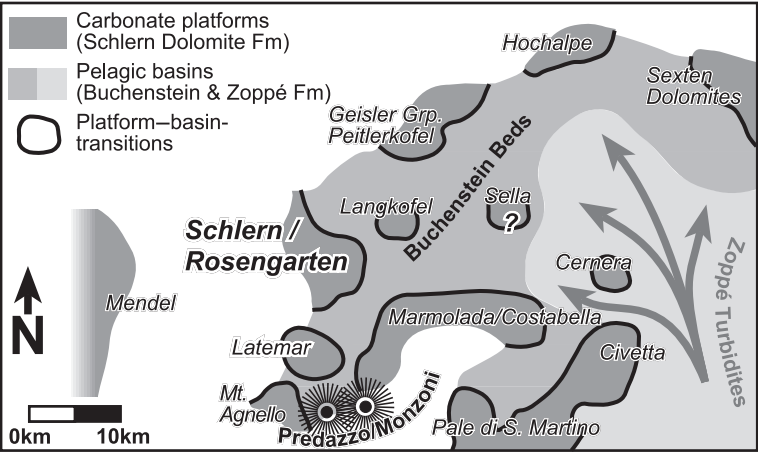 Carbonate platforms
(Schlern Dolomite Fm)
Pelagic basins
(Buchenstein & Zoppé Fm)
Platform–basin-
transitions
Hochalpe
Sexten
Dolomites
Geisler Grp.
Peitlerkofel
Buchenstein Beds
Langkofel
Sella
?
Schlern /
Rosengarten
Cernera
Zoppé Turbidites
Mendel
N
Marmolada/Costabella
Latemar
Civetta
Mt.
Agnello
Predazzo/Monzoni
Pale di S. Martino
0km 10km